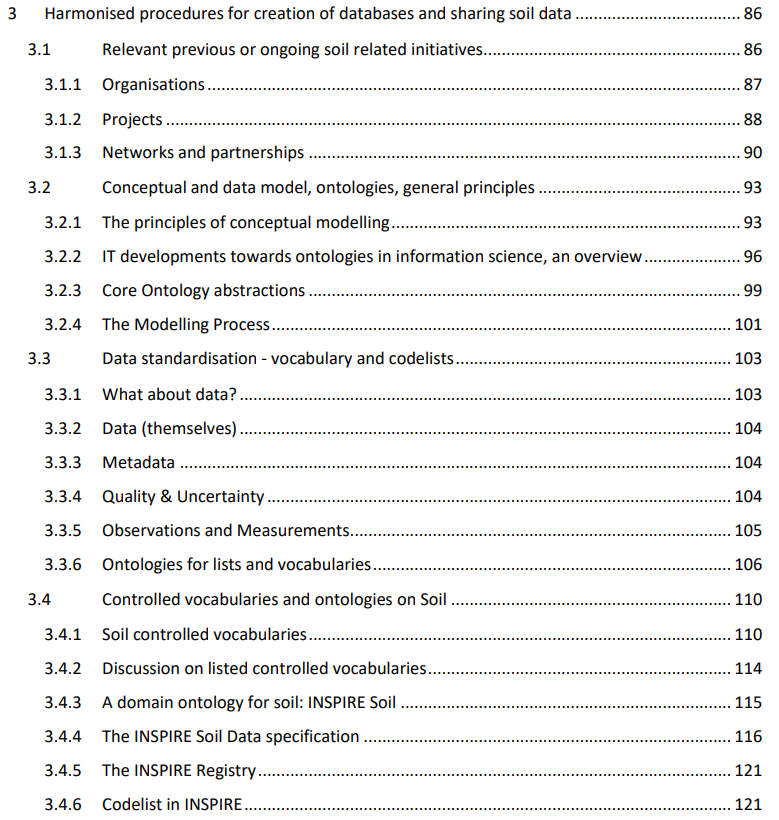 3 Harmonised procedures for creation of databases and sharing soil data ........................................ 86
3.1 Relevant previous or ongoing soil related initiatives........................................ 86
3.1.1 Organisations ........................................ 87
3.1.2 Projects ........................................ 88
3.1.3 Networks and partnerships ........................................ 90
3.2 Conceptual and data model, ontologies, general principles ........................................ 93
3.2.1 The principles of conceptual modelling........................................ 93
3.2.2 IT developments towards ontologies in information science, an overview ................... 96
3.2.3 Core Ontology abstractions ........................................ 99
3.2.4 The Modelling Process ........................................ 101
3.3 Data standardisation - vocabulary and codelists ........................................ 103
3.3.1 What about data? ........................................ 103
3.3.2 Data (themselves) ........................................ 104
3.3.3 Metadata ........................................ 104
3.3.4 Quality & Uncertainty ........................................ 104
3.3.5 Observations and Measurements........................................ 105
3.3.6 Ontologies for lists and vocabularies ........................................ 106
3.4 Controlled vocabularies and ontologies on Soil ........................................ 110
3.4.1 Soil controlled vocabularies ........................................ 110
3.4.2 Discussion on listed controlled vocabularies ........................................ 114
3.4.3 A domain ontology for soil: INSPIRE Soil ........................................ 115
3.4.4 The INSPIRE Soil Data specification ........................................ 116
3.4.5 The INSPIRE Registry ........................................ 121
3.4.6 Codelist in INSPIRE ........................................ 121